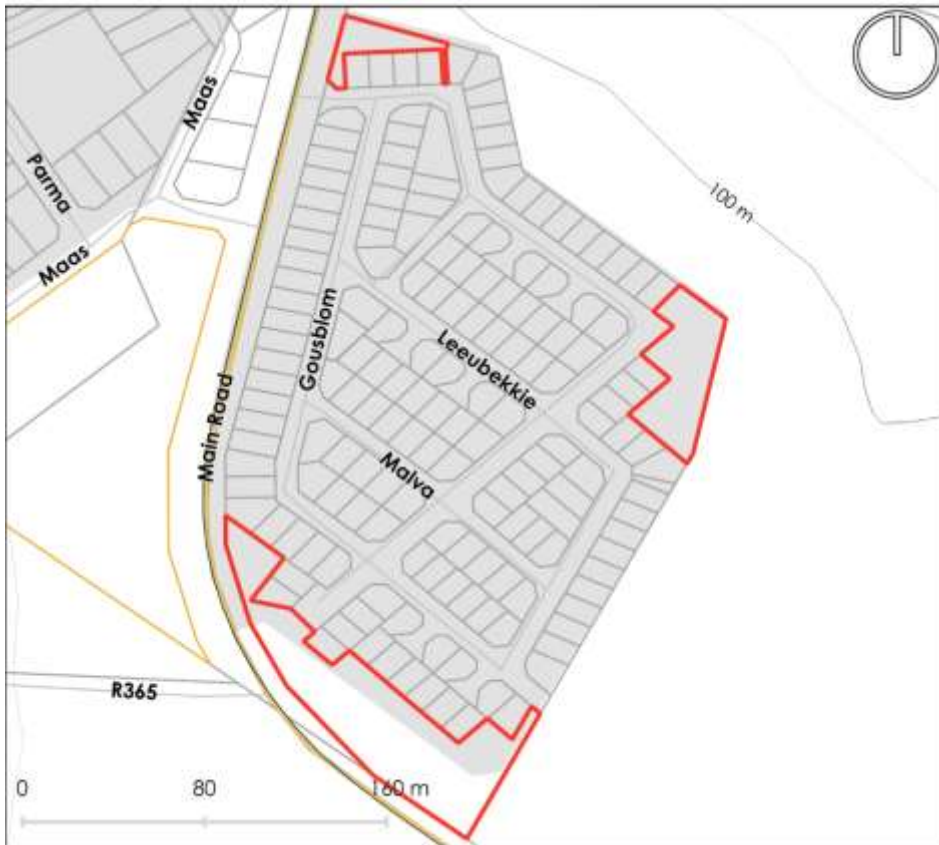 Maas
Parma
Maas
100 m
Gousblom
Leeubekkie
Main Road
Malva
R365
0 80 160 m